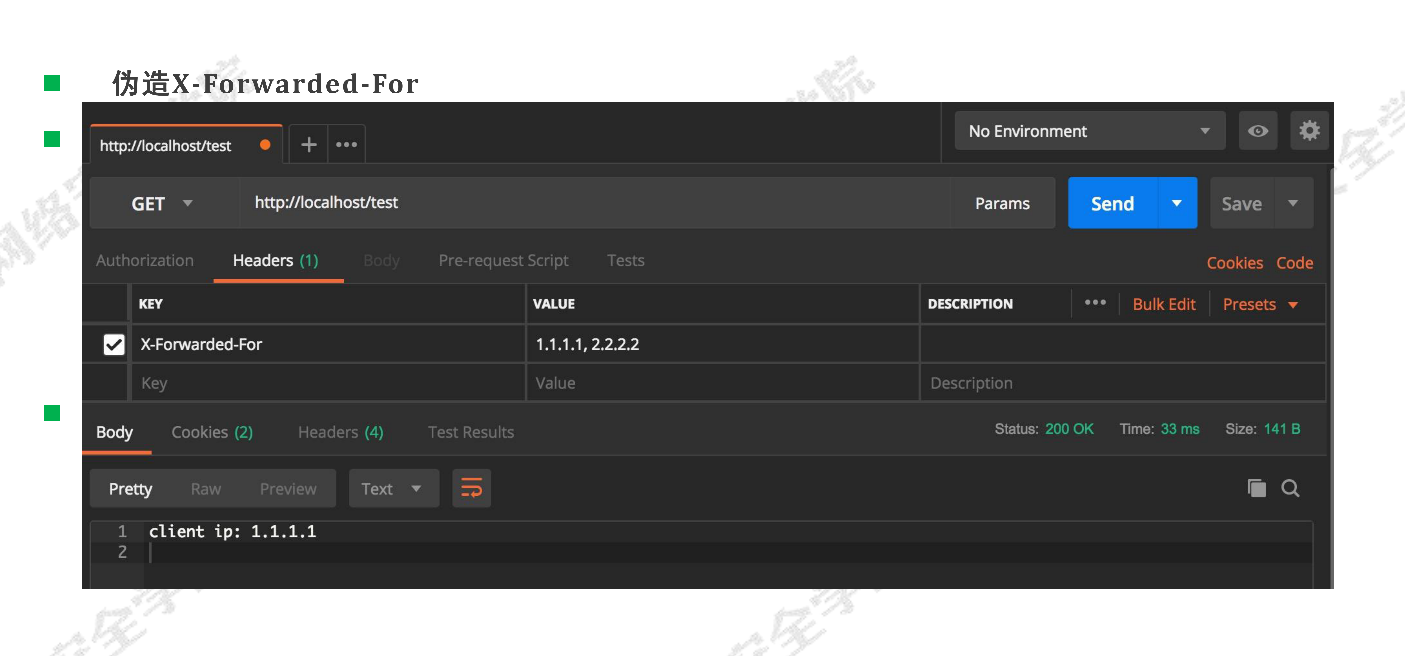 伪造X-Forwarded-For
http://localhost/test
No Environment
GET http://localhost/test Params Send Save
Authorization Headers (1) Body Pre-request Script Tests Cookies Code
KEY VALUE DESCRIPTION Bulk Edit Presets
X-Forwarded-For 1.1.1.1, 2.2.2.2
Key Value Description
Body Cookies (2) Headers (4) Test Results Status: 200 OK Time: 33 ms Size: 141 B
Pretty Raw Preview Text
1 client ip: 1.1.1.1
2